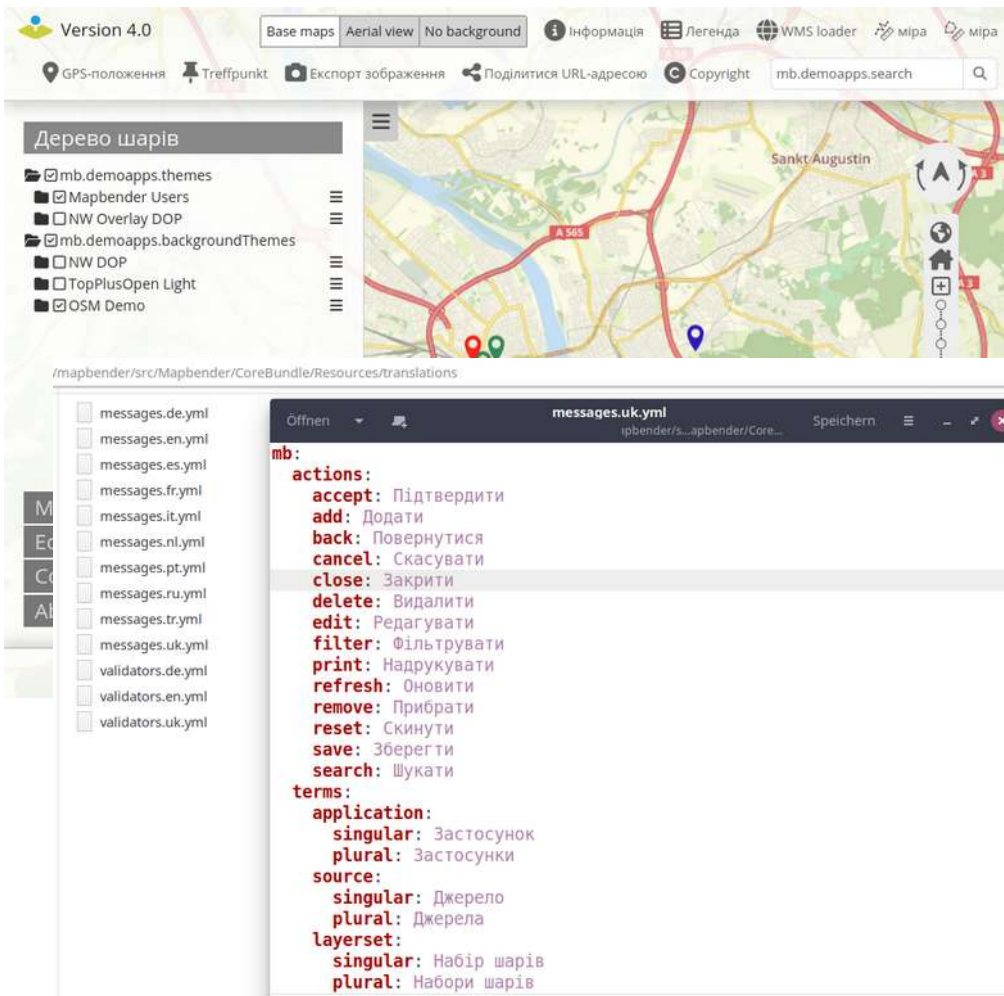 Version 4.0
Base maps Aerial view No background Інформація Легенда WMS loader міра міра
GPS-положення Treffpunkt Експорт зображення Поділитися URL-адресою Copyright mb.demoapps.search
Дерево шарів
mb.demoapps.themes
Mapbender Users
NW Overlay DOP
mb.demoapps.backgroundThemes
NW DOP
TopPlusOpen Light
OSM Demo
Sankt Augustin
A 3
A 565
A 3
/mapbender/src/Mapbender/CoreBundle/Resources/translations
messages.de.yml
messages.en.yml
messages.es.yml
messages.fr.yml
messages.it.yml
messages.nl.yml
messages.pt.yml
messages.ru.yml
messages.tr.yml
messages.uk.yml
validators.de.yml
validators.en.yml
validators.uk.yml
Öffnen messages.uk.yml Speichern
apbender/s...apbender/Core...
mb:
actions:
accept: Підтвердити
add: Додати
back: Повернутися
cancel: Скасувати
close: Закрити
delete: Видалити
edit: Редагувати
filter: Фільтрувати
print: Надрукувати
refresh: Оновити
remove: Прибрати
reset: Скинути
save: Зберегти
search: Шукати
terms:
application:
singular: Застосунок
plural: Застосунки
source:
singular: Джерело
plural: Джерела
layerset:
singular: Набір шарів
plural: Набори шарів